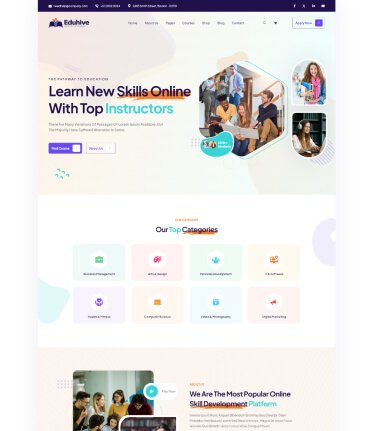 Eduhive
Home About Us Pages Courses Shop Blog Contact
Apply Now
THE PATHWAY TO EDUCATION
Learn New Skills Online
With Top Instructors
There Are Many Variations Of Passages Of Lorem Ipsum Available, But
The Majority Have Suffered Alteration In Some.
Find Course
About Us
Our Top Categories
Business Management
Arts & Design
Personal Development
IT & Software
Health & Fitness
Computer Science
Video & Photography
Digital Marketing
Play Now
ABOUT US
We Are The Most Popular Online
Skill Development Platform